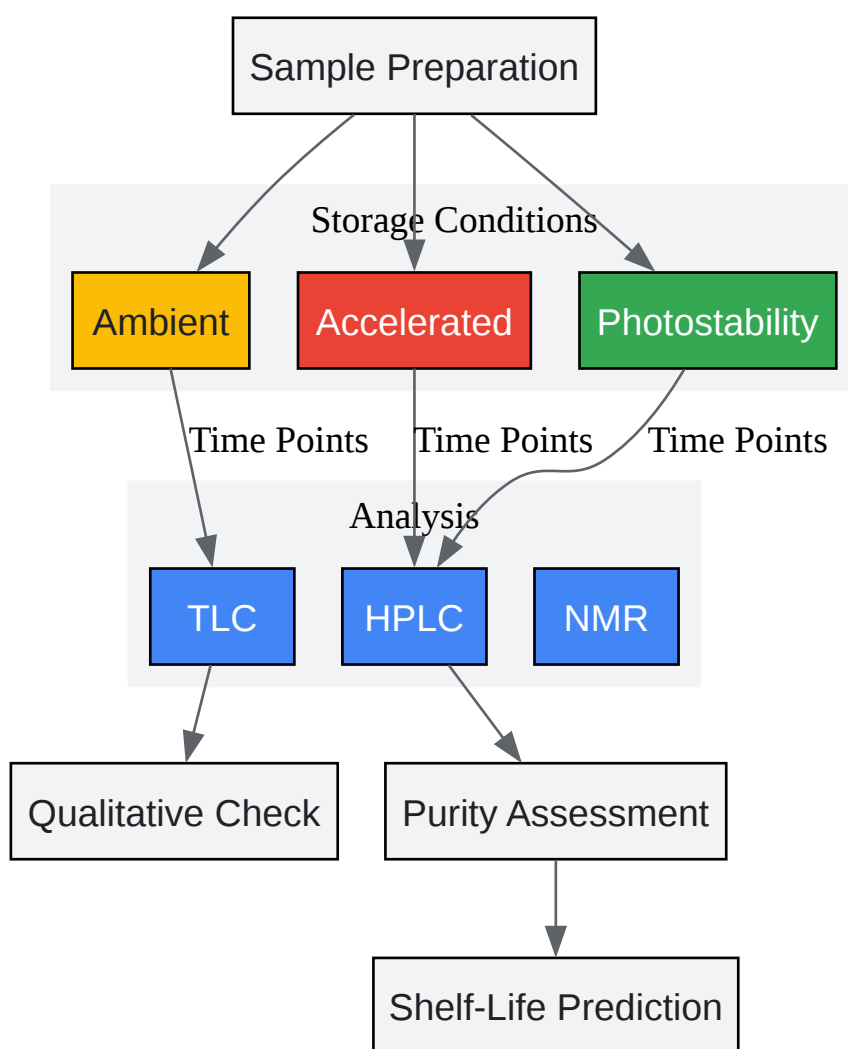 Sample Preparation
Storage Conditions
Ambient
Accelerated
Photostability
Time Points
Time Points
Time Points
Analysis
TLC
HPLC
NMR
Qualitative Check
Purity Assessment
Shelf-Life Prediction